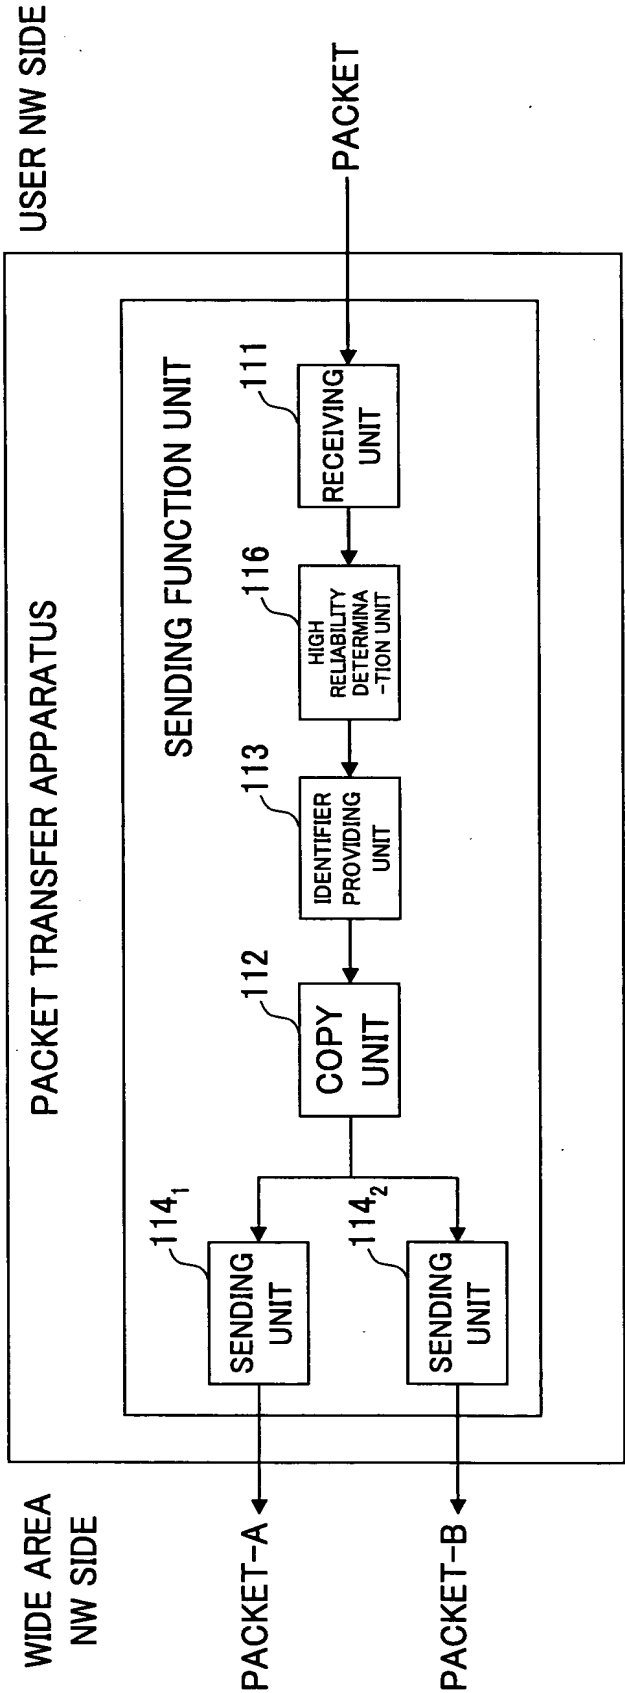 WIDE AREA
NW SIDE
USER NW SIDE
PACKET TRANSFER APPARATUS
SENDING FUNCTION UNIT
PACKET-A
PACKET-B
114₁
SENDING
UNIT
114₂
SENDING
UNIT
112
COPY
UNIT
113
IDENTIFIER
PROVIDING
UNIT
116
HIGH
RELIABILITY
DETERMINA
-TION UNIT
111
RECEIVING
UNIT
PACKET